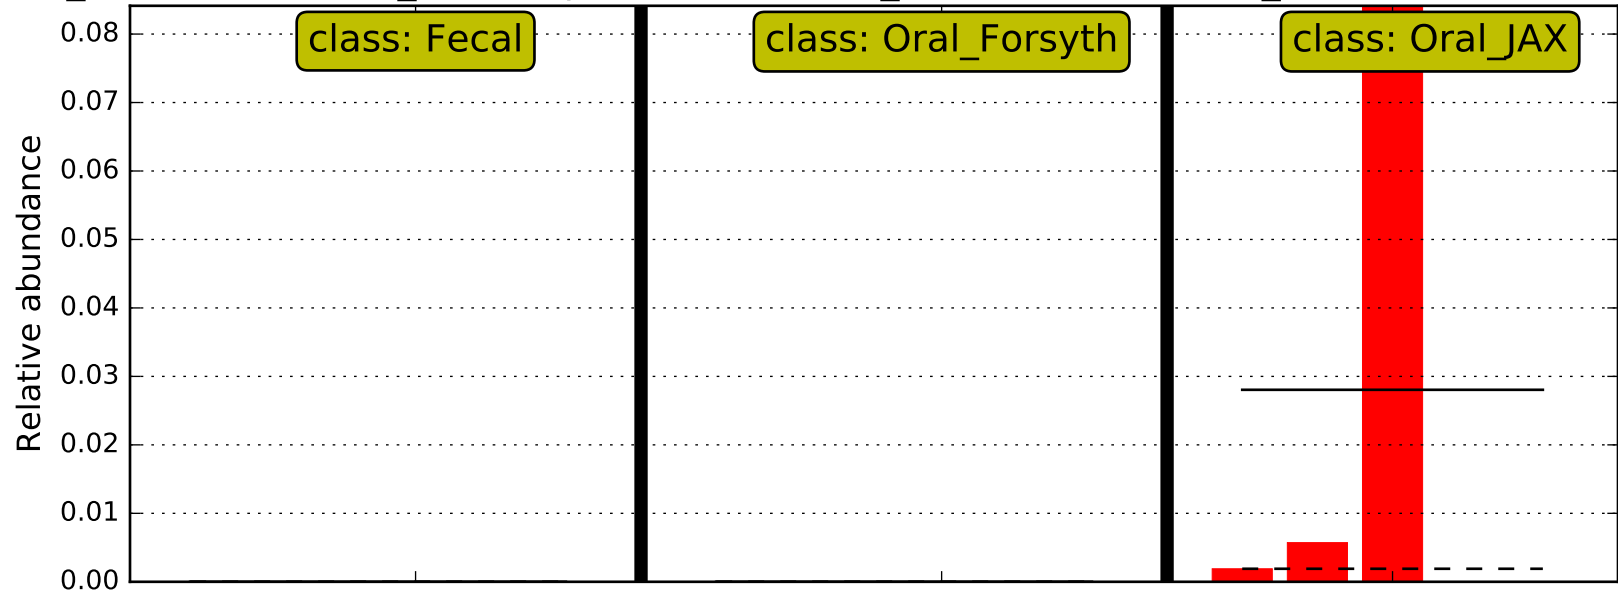 class: Fecal
class: Oral_Forsyth
class: Oral_JAX
Relative abundance
0.08
0.07
0.06
0.05
0.04
0.03
0.02
0.01
0.00